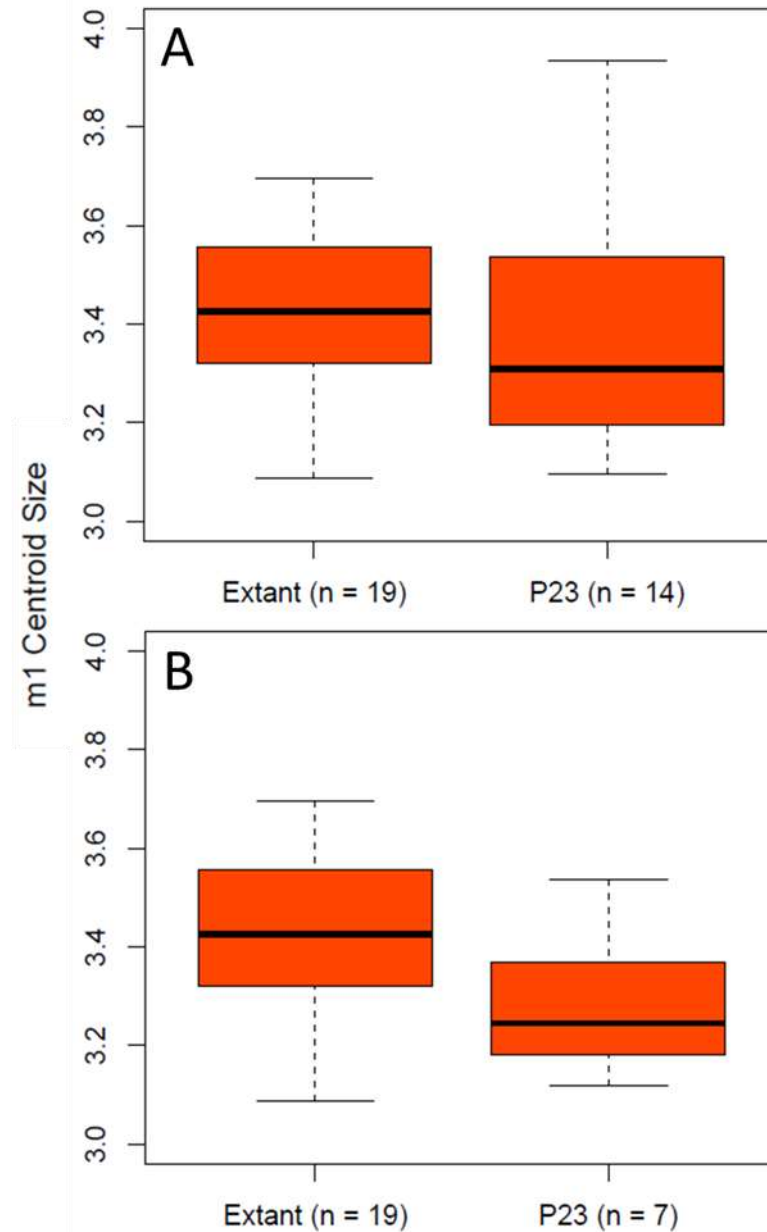 A
4.0
3.8
3.6
3.4
3.2
3.0
Extant (n = 19) P23 (n = 14)
m1 Centroid Size
B
4.0
3.8
3.6
3.4
3.2
3.0
Extant (n = 19) P23 (n = 7)